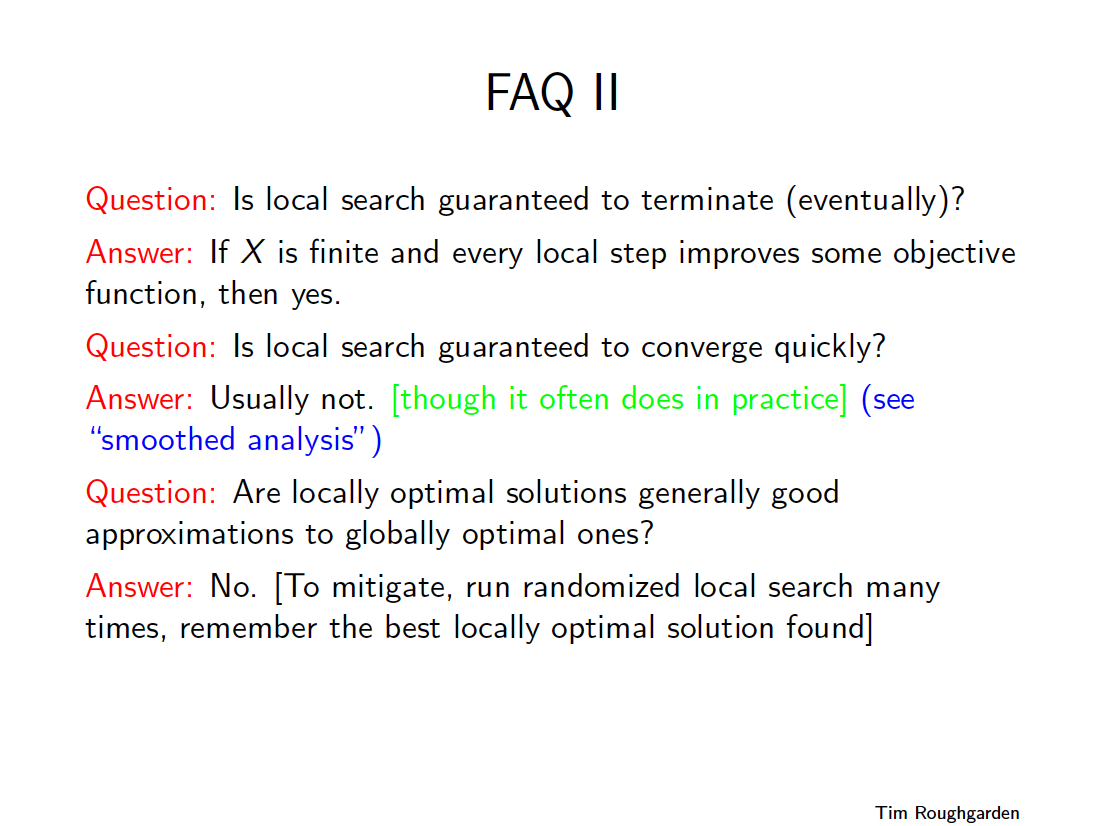 FAQ II
Question: Is local search guaranteed to terminate (eventually)?
Answer: If X is finite and every local step improves some objective
function, then yes.
Question: Is local search guaranteed to converge quickly?
Answer: Usually not. [though it often does in practice] (see
“smoothed analysis”)
Question: Are locally optimal solutions generally good
approximations to globally optimal ones?
Answer: No. [To mitigate, run randomized local search many
times, remember the best locally optimal solution found]
Tim Roughgarden